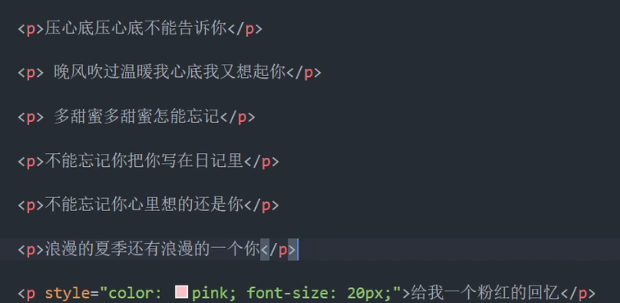 <p>压心底压心底不能告诉你</p>
<p> 晚风吹过温暖我心底我又想起你</p>
<p> 多甜蜜多甜蜜怎能忘记</p>
<p>不能忘记你把你写在日记里</p>
<p>不能忘记你心里想的还是你</p>
<p>浪漫的夏季还有浪漫的一个你</p>
<p style="color: pink; font-size: 20px;">给我一个粉红的回忆</p>